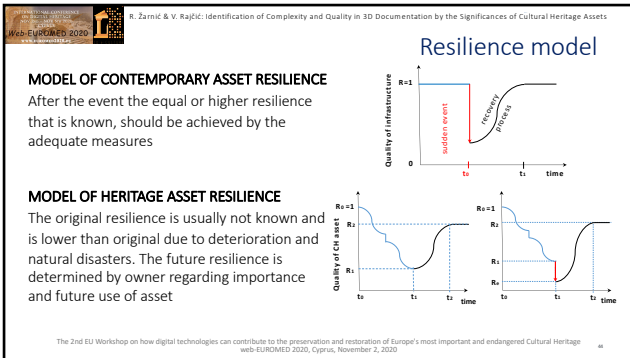 R. Žarnić & V. Rajčić: Identification of Complexity and Quality in 3D Documentation by the Significances of Cultural Heritage Assets
Web-EUROMED 2020
Resilience model
MODEL OF CONTEMPORARY ASSET RESILIENCE
After the event the equal or higher resilience
that is known, should be achieved by the
adequate measures
Quality of infrastructure
R=1
0
sudden event
recovery
process
t₀
t₁
time
MODEL OF HERITAGE ASSET RESILIENCE
The original resilience is usually not known and
is lower than original due to deterioration and
natural disasters. The future resilience is
determined by owner regarding importance
and future use of asset
Quality of CH asset
R₀=1
R₂
R₁
t₀
t₁
t₂
time
R₀=1
R₂
R₁
Rₑ
t₀
t₁
t₂
time
The 2nd EU Workshop on how digital technologies can contribute to the preservation and restoration of Europe's most important and endangered Cultural Heritage
web-EUROMED 2020, Cyprus, November 2, 2020